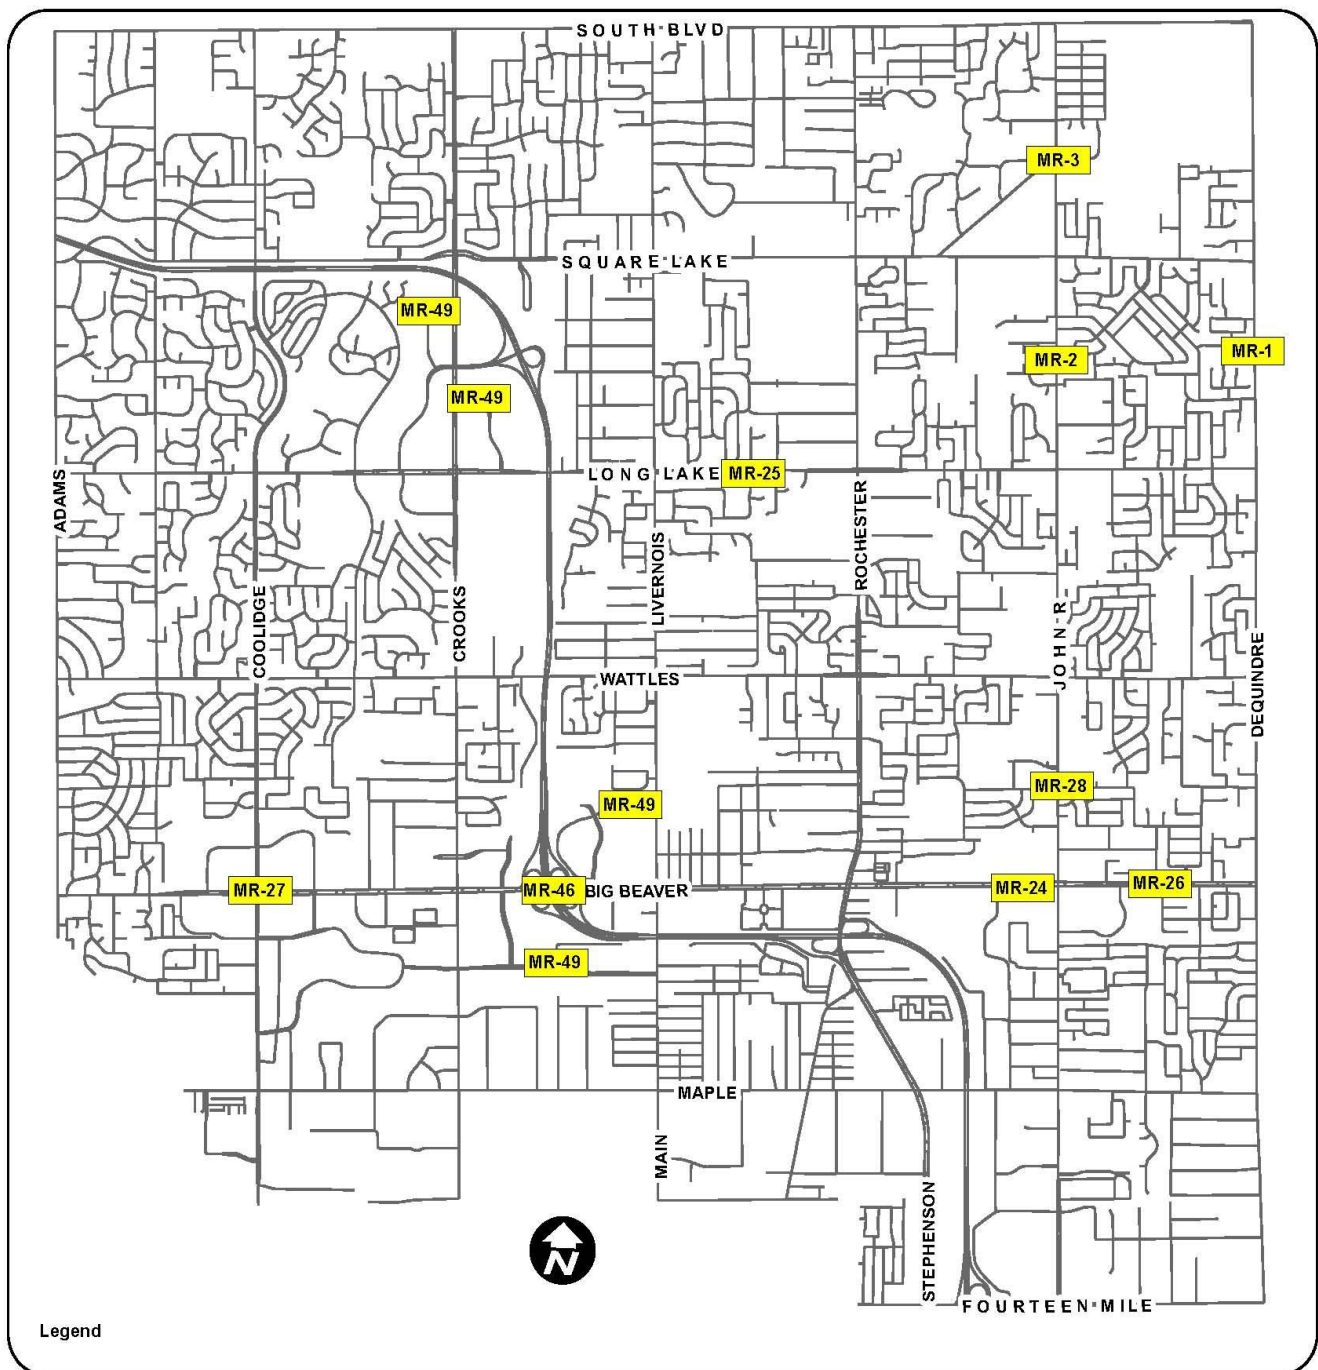 SOUTH BLVD
MR-3
SQUARE LAKE
MR-49
MR-1
MR-2
MR-49
ADAMS
LONG LAKE
MR-25
ROCHESTER
LIVERNOIS
COOLIDGE
CROOKS
JOHN R
WATTLES
DEQUINDRE
MR-28
MR-49
MR-27
MR-46
BIG BEAVER
MR-24
MR-26
MR-49
MAPLE
MAIN
STEPHENSON
N
FOURTEEN MILE
Legend